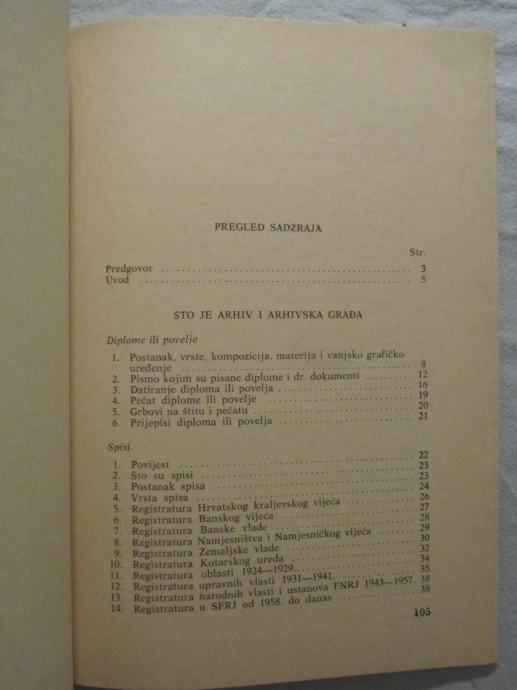 PREGLED SADŽRAJA
Str.
Predgovor 3
Uvod 5
ŠTO JE ARHIV I ARHIVSKA GRAĐA
Diplome ili povelje
1. Postanak, vrste, kompozicija, materija i vanjsko grafičko
uređenje 8
2. Pismo kojim su pisane diplome i dr. dokumenti 12
3. Datiranje diploma ili povelja 16
4. Pečat diplome ili povelje 19
5. Grbovi na štitu i pečatu 20
6. Prijepisi diploma ili povelja 21
Spisi
1. Povijest 22
2. Što su spisi 23
3. Postanak spisa 23
4. Vrsta spisa 24
5. Registratura Hrvatskog kraljevskog vijeća 26
6. Registratura Banskog vijeća 27
7. Registratura Banske vlade 28
8. Registratura Namjesništva i Namjesničkog vijeća 29
9. Registratura Zemaljske vlade 30
10. Registratura Kotarskog ureda 32
11. Registratura oblasti 1924—1929. 34
12. Registratura upravnih vlasti 1931—1941. 35
13. Registratura narodnih vlasti i ustanova FNRJ 1943—1957. 38
14. Registratura u SFRJ od 1958. do danas 38
105